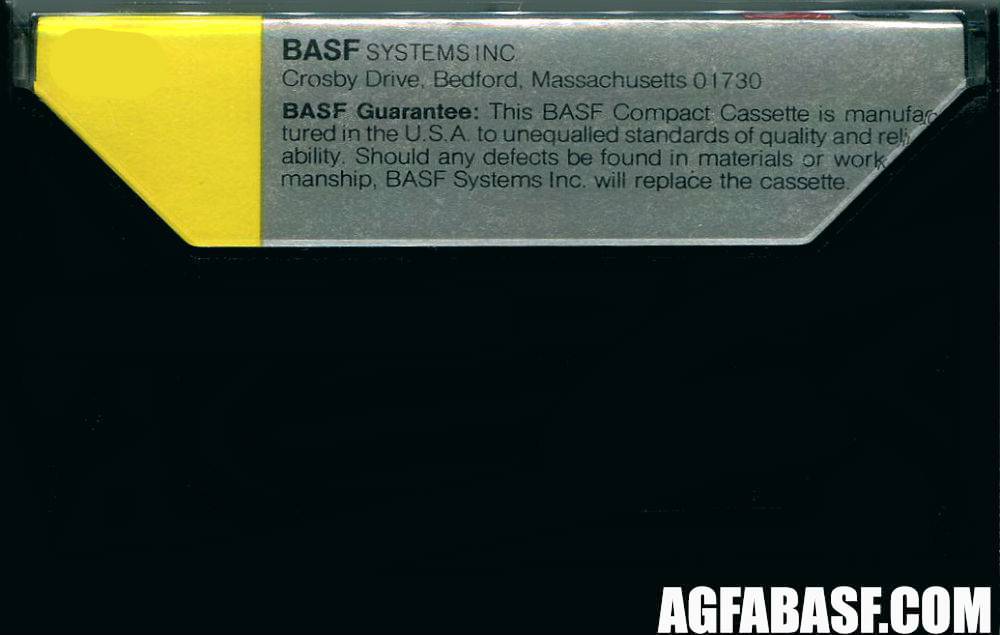 BASF SYSTEMS INC.
Crosby Drive, Bedford, Massachusetts 01730
BASF Guarantee: This BASF Compact Cassette is manufac
tured in the U.S.A. to unequalled standards of quality and reli
ability. Should any defects be found in materials or work
manship, BASF Systems Inc. will replace the cassette.
AGFABASF.COM